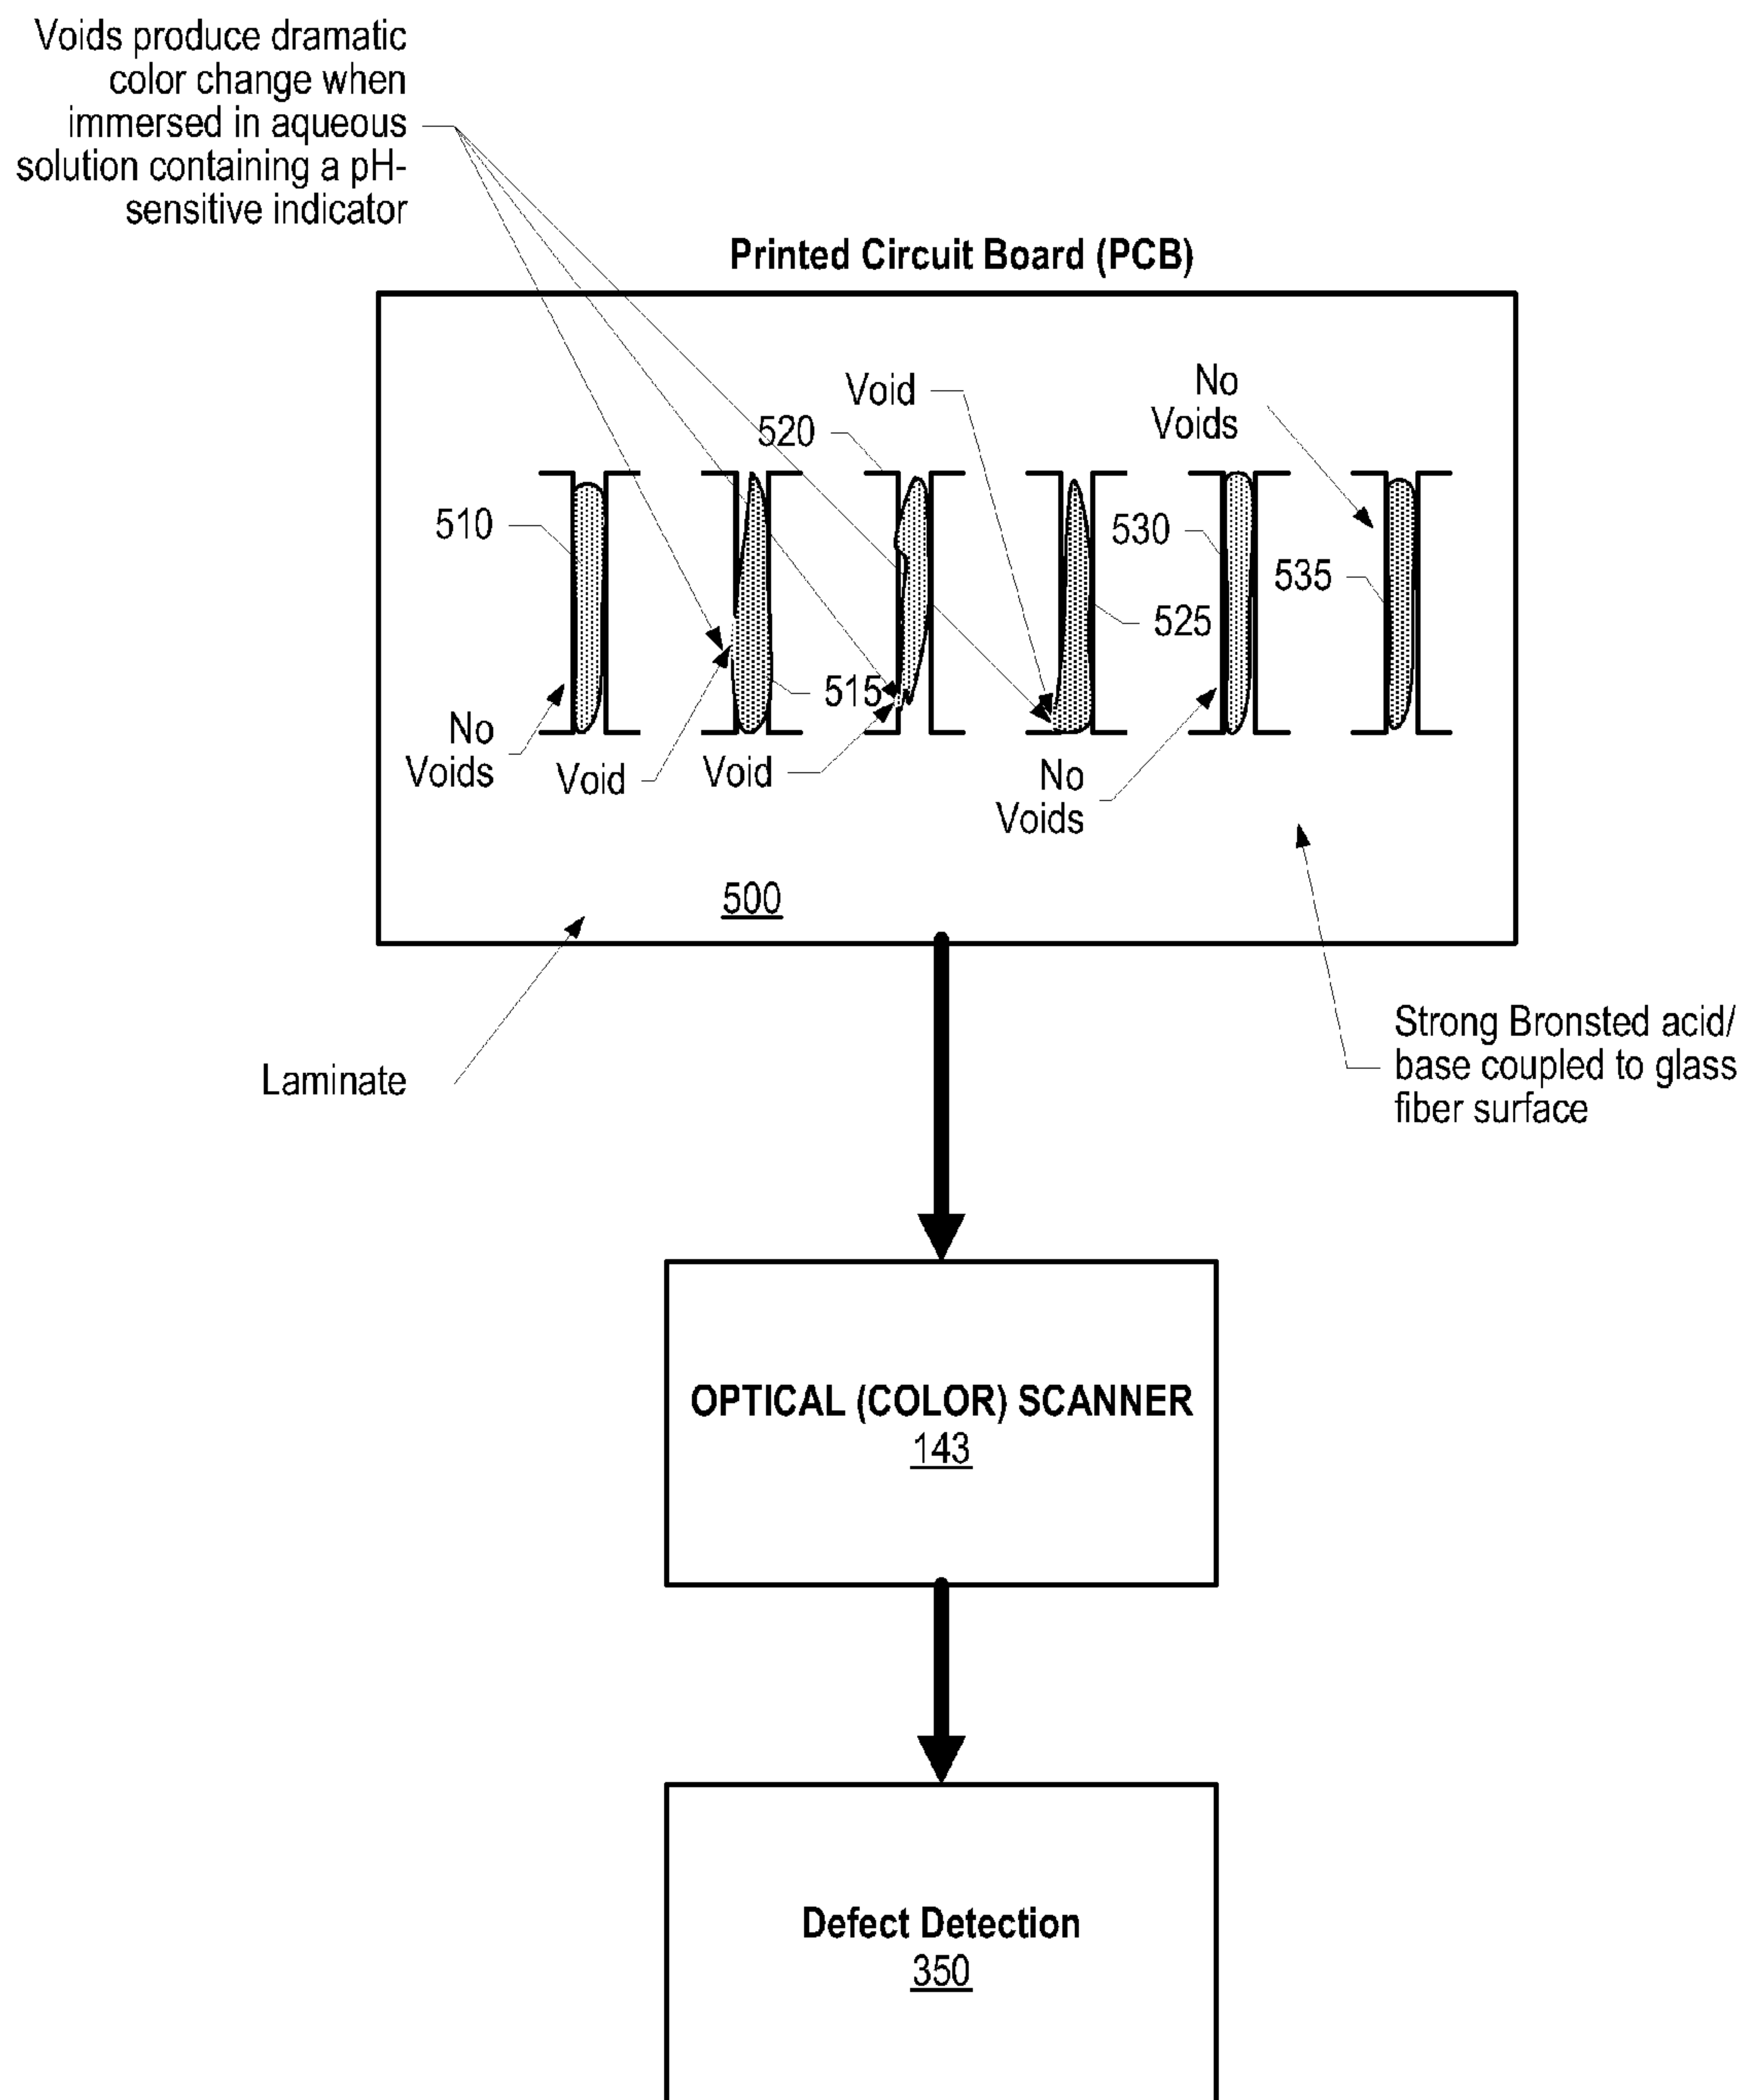 Voids produce dramatic
color change when
immersed in aqueous
solution containing a pH-
sensitive indicator
Printed Circuit Board (PCB)
Void
No
Voids
520
510
530
535
525
515
No
Voids
Void
Void
No
Voids
500
Laminate
Strong Bronsted acid/
base coupled to glass
fiber surface
OPTICAL (COLOR) SCANNER
143
Defect Detection
350